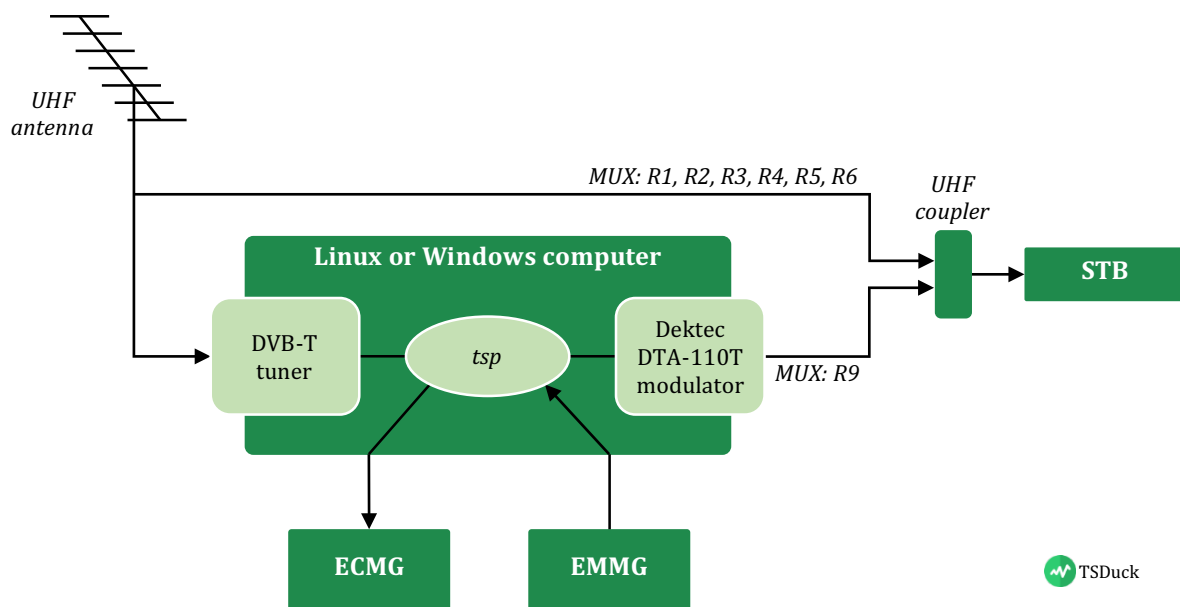 UHF
antenna
MUX: R1, R2, R3, R4, R5, R6
UHF
coupler
Linux or Windows computer
STB
DVB-T
tuner
tsp
Dektec
DTA-110T
modulator
MUX: R9
ECMG
EMMG
TSDuck